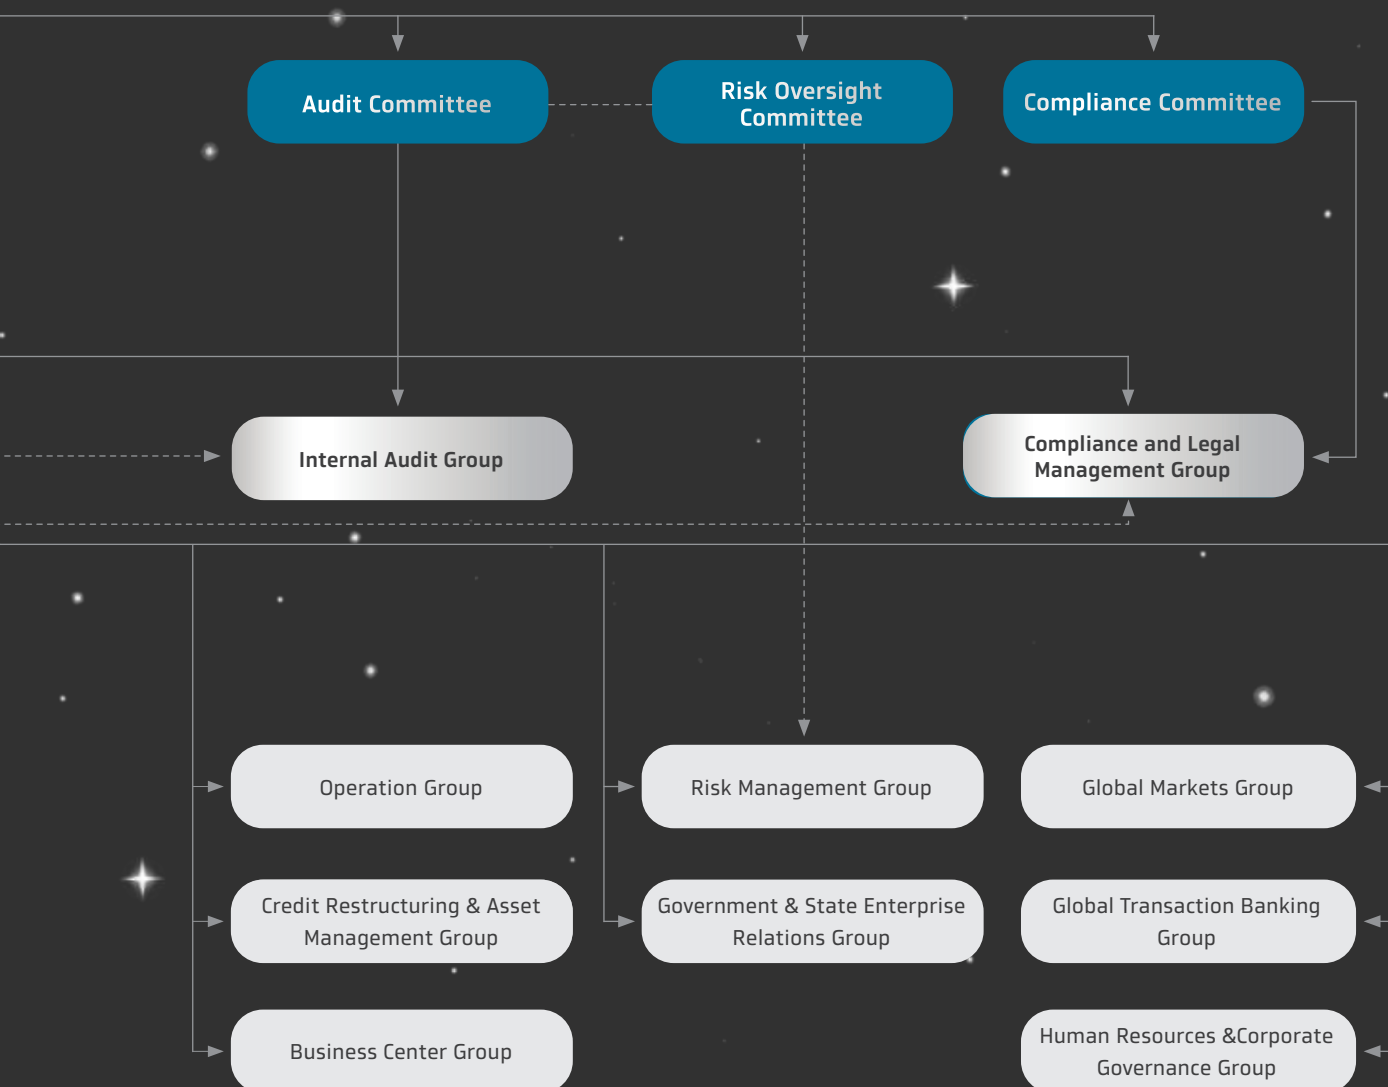 Audit Committee
Risk Oversight
Committee
Compliance Committee
Internal Audit Group
Compliance and Legal
Management Group
Operation Group
Risk Management Group
Global Markets Group
Credit Restructuring & Asset
Management Group
Government & State Enterprise
Relations Group
Global Transaction Banking
Group
Business Center Group
Human Resources &Corporate
Governance Group